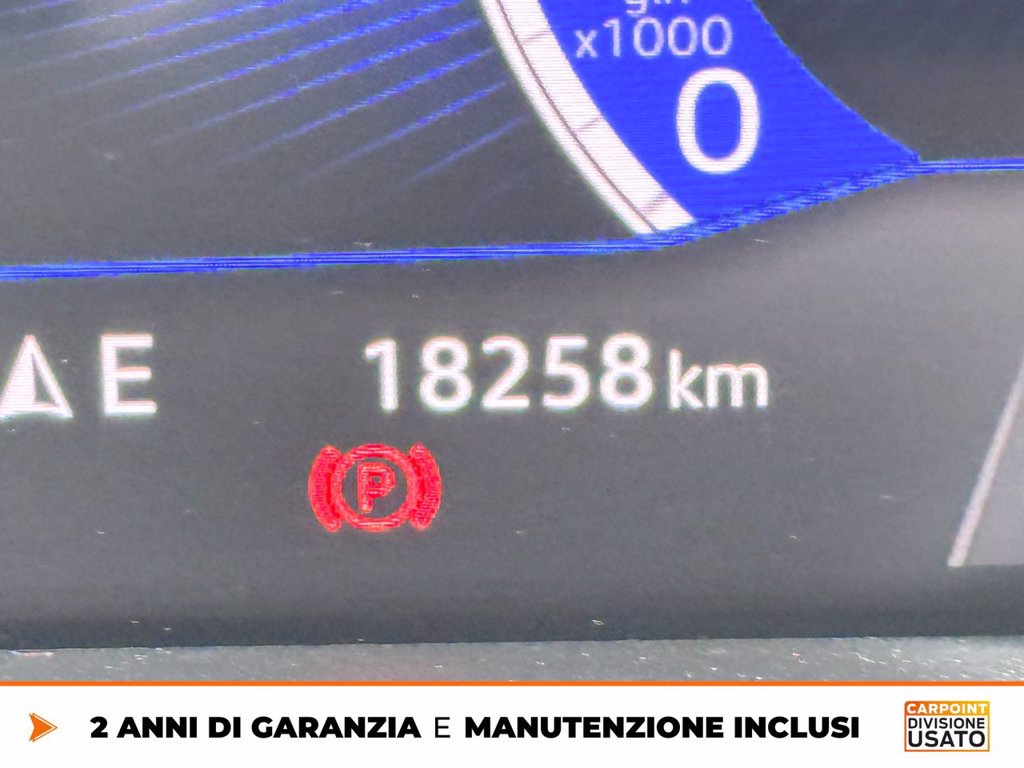 x1000
0
E
18258 km
P
2 ANNI DI GARANZIA E MANUTENZIONE INCLUSI
CARPOINT
DIVISIONE
USATO